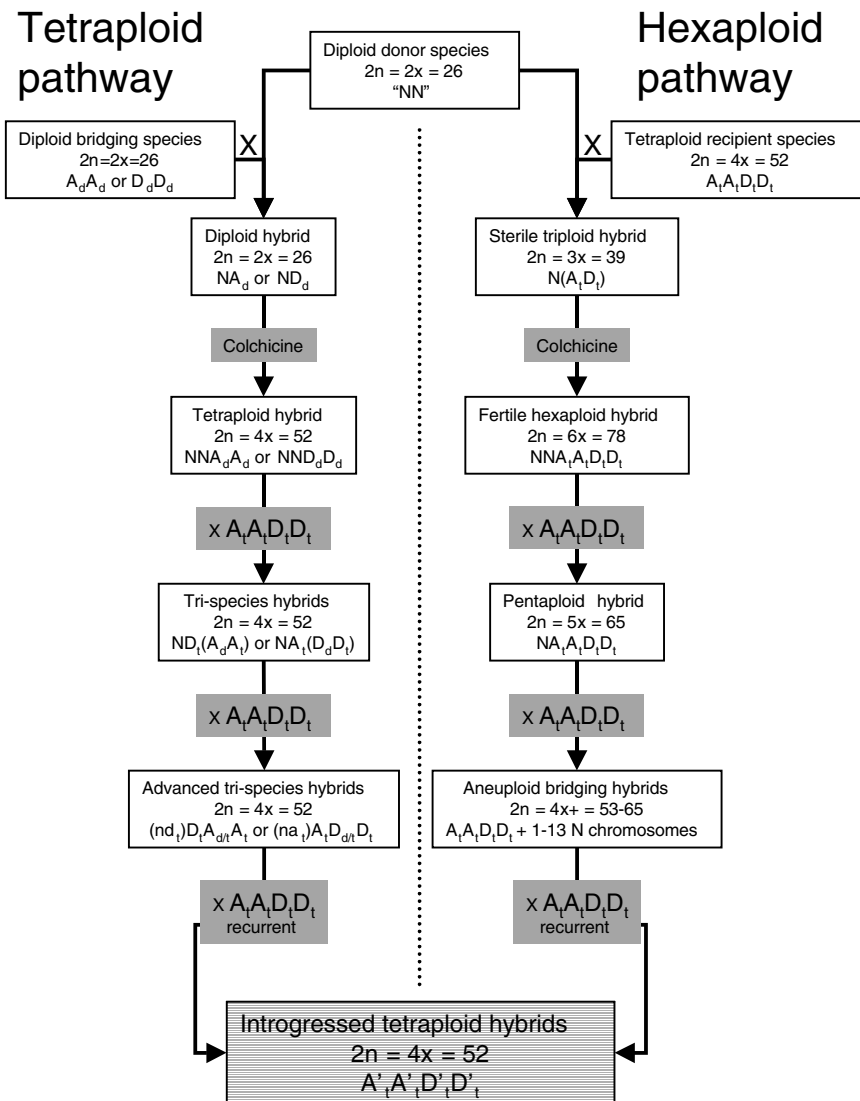 Tetraploid
pathway
Hexaploid
pathway
Diploid donor species
2n = 2x = 26
“NN”
Diploid bridging species
2n=2x=26
AdAd or DdDd
X
X
Tetraploid recipient species
2n = 4x = 52
AtAtDtDt
Diploid hybrid
2n = 2x = 26
NAd or NDd
Colchicine
Tetraploid hybrid
2n = 4x = 52
NNAdAd or NNDdDd
x AtAtDtDt
Tri-species hybrids
2n = 4x = 52
NDt(AdAt) or NAt(DdDt)
x AtAtDtDt
Advanced tri-species hybrids
2n = 4x = 52
(ndt)DtAd/tAt or (nat)AtDd/tDt
x AtAtDtDt
recurrent
Sterile triploid hybrid
2n = 3x = 39
N(AtDt)
Colchicine
Fertile hexaploid hybrid
2n = 6x = 78
NNAtAtDtDt
x AtAtDtDt
Pentaploid hybrid
2n = 5x = 65
NAtAtDtDt
x AtAtDtDt
Aneuploid bridging hybrids
2n = 4x+ = 53-65
AtAtDtDt + 1-13 N chromosomes
x AtAtDtDt
recurrent
Introgressed tetraploid hybrids
2n = 4x = 52
A'tA'tD'tD't